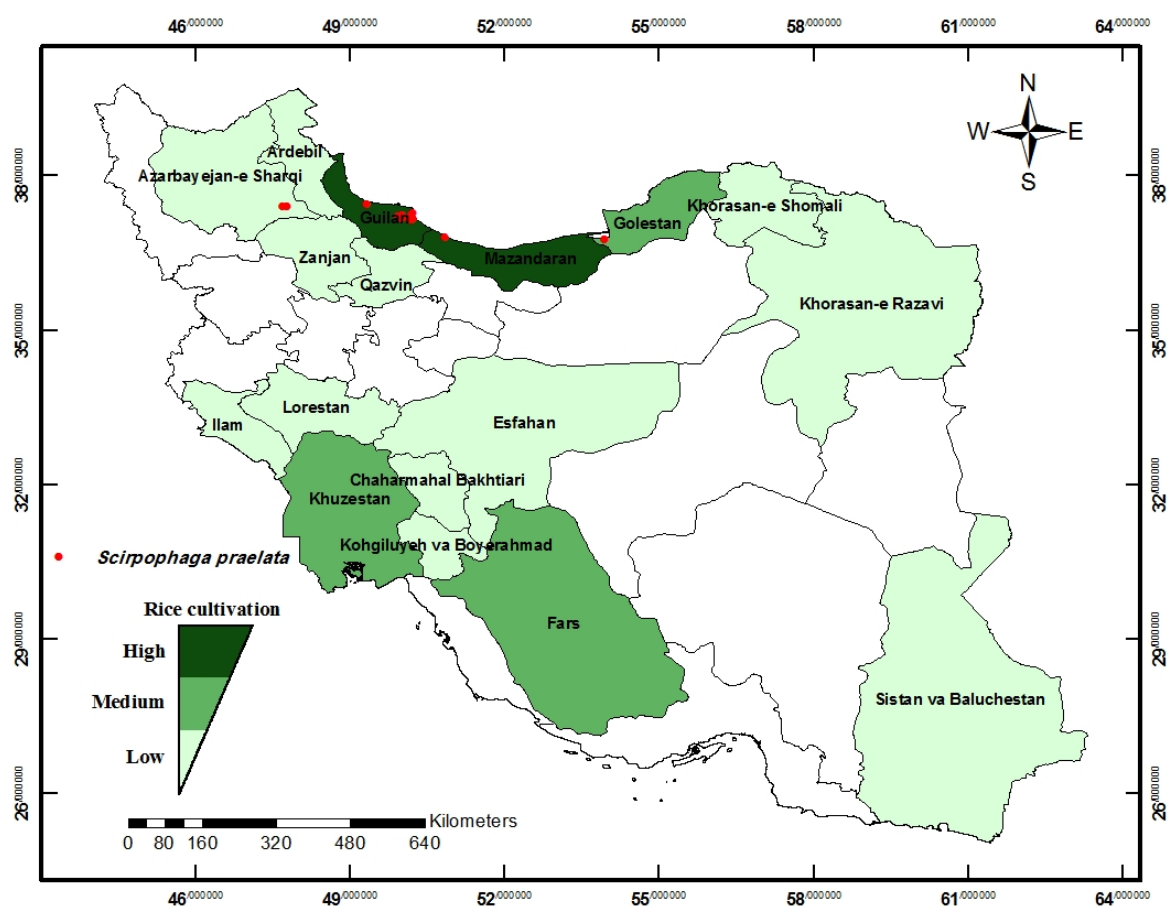 46°000000 49°000000 52°000000 55°000000 58°000000 61°000000 64°000000
N
W E
S
38°000000 38°000000
Ardebil
Azarbayejan-e Sharqi
Khorasan-e Shomali
Guilan
Golestan
Zanjan
Mazandaran
Qazvin
Khorasan-e Razavi
35°000000 35°000000
Lorestan
Ilam
Esfahan
Chaharmahal Bakhtiari
32°000000 32°000000
Khuzestan
Kohgiluyeh va Boyerahmad
Scirpophaga praelata
Rice cultivation
Fars
High
29°000000 29°000000
Medium
Sistan va Baluchestan
Low
26°000000 26°000000
Kilometers
0 80 160 320 480 640
46°000000 49°000000 52°000000 55°000000 58°000000 61°000000 64°000000